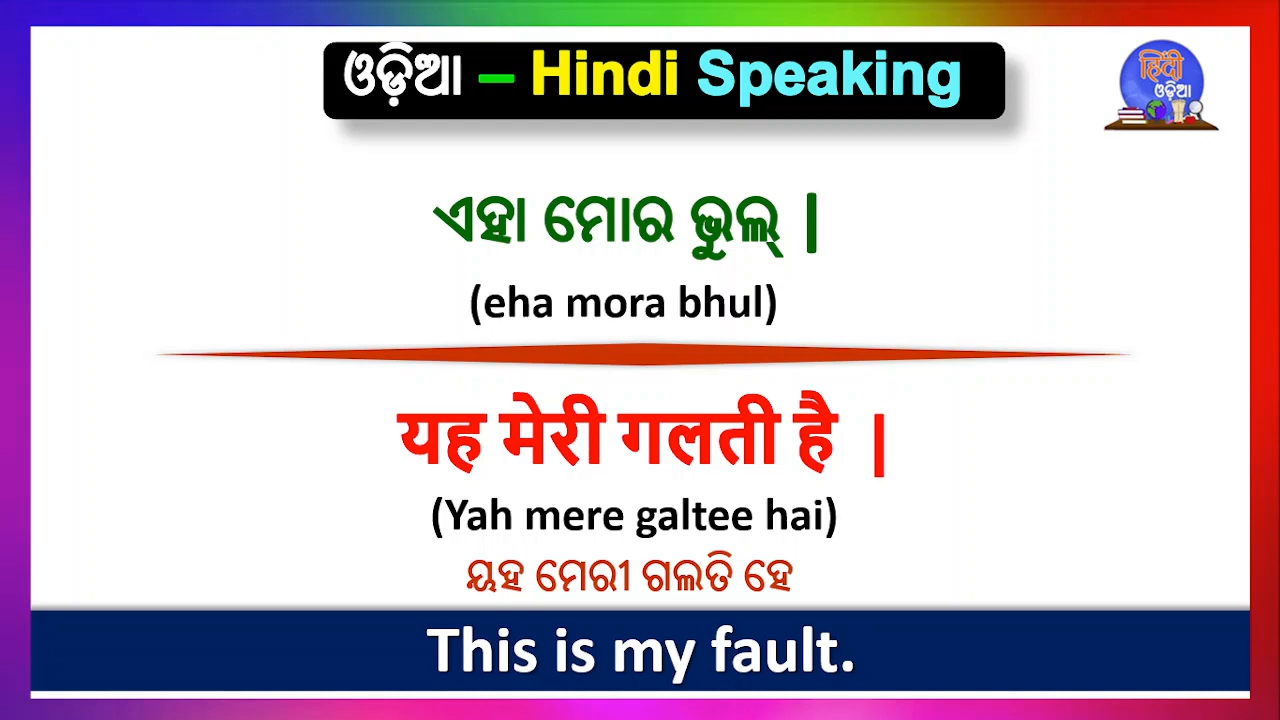 ଓଡ଼ିଆ – Hindi Speaking
हिंदी
ଓଡ଼ିଆ
ଏହା ମୋର ଭୁଲ୍ |
(eha mora bhul)
यह मेरी गलती है |
(Yah mere galtee hai)
ୟହ ମେରୀ ଗଲତି ହେ
This is my fault.